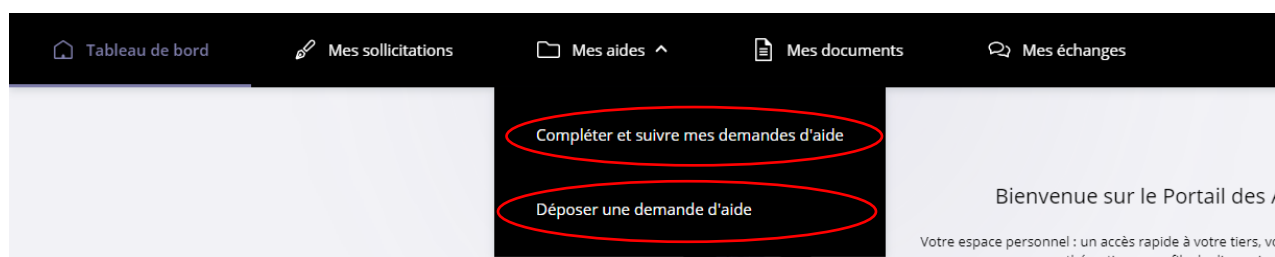 Tableau de bord
Mes sollicitations
Mes aides
Mes documents
Mes échanges
Compléter et suivre mes demandes d'aide
Déposer une demande d'aide
Bienvenue sur le Portail des
Votre espace personnel : un accès rapide à votre tiers,